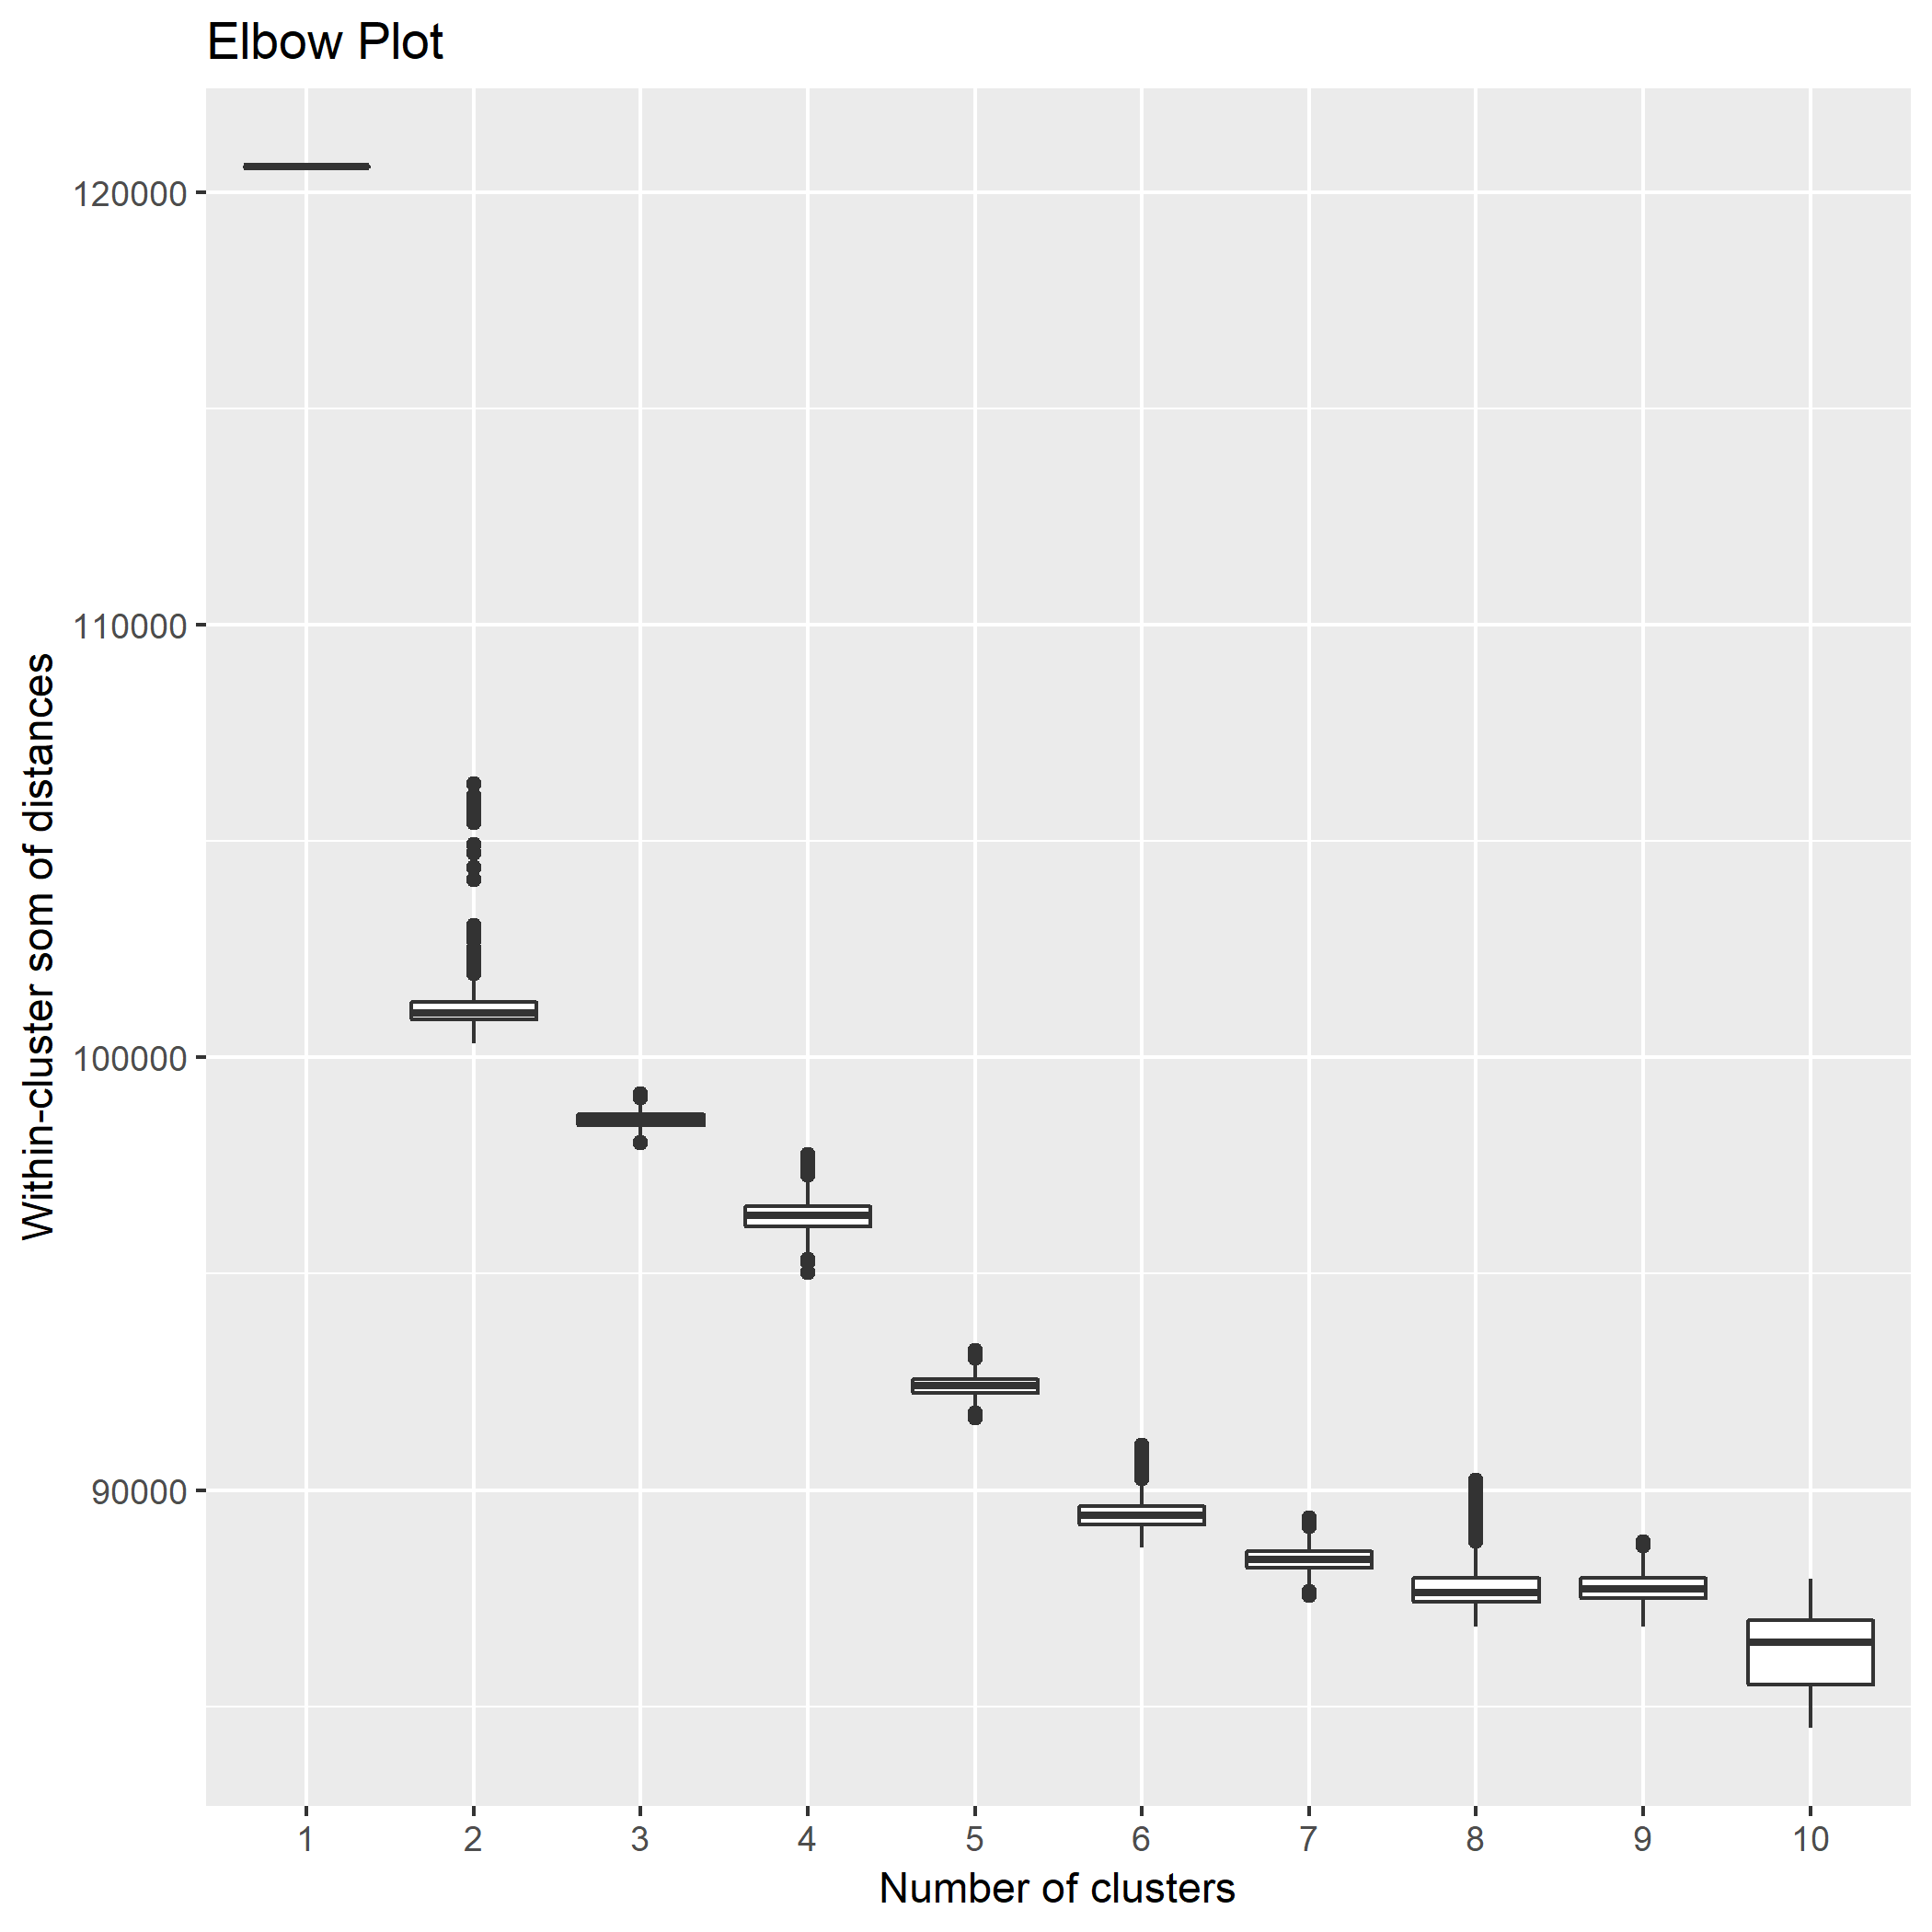 Elbow Plot
120000
110000
100000
90000
Within-cluster som of distances
1 2 3 4 5 6 7 8 9 10
Number of clusters